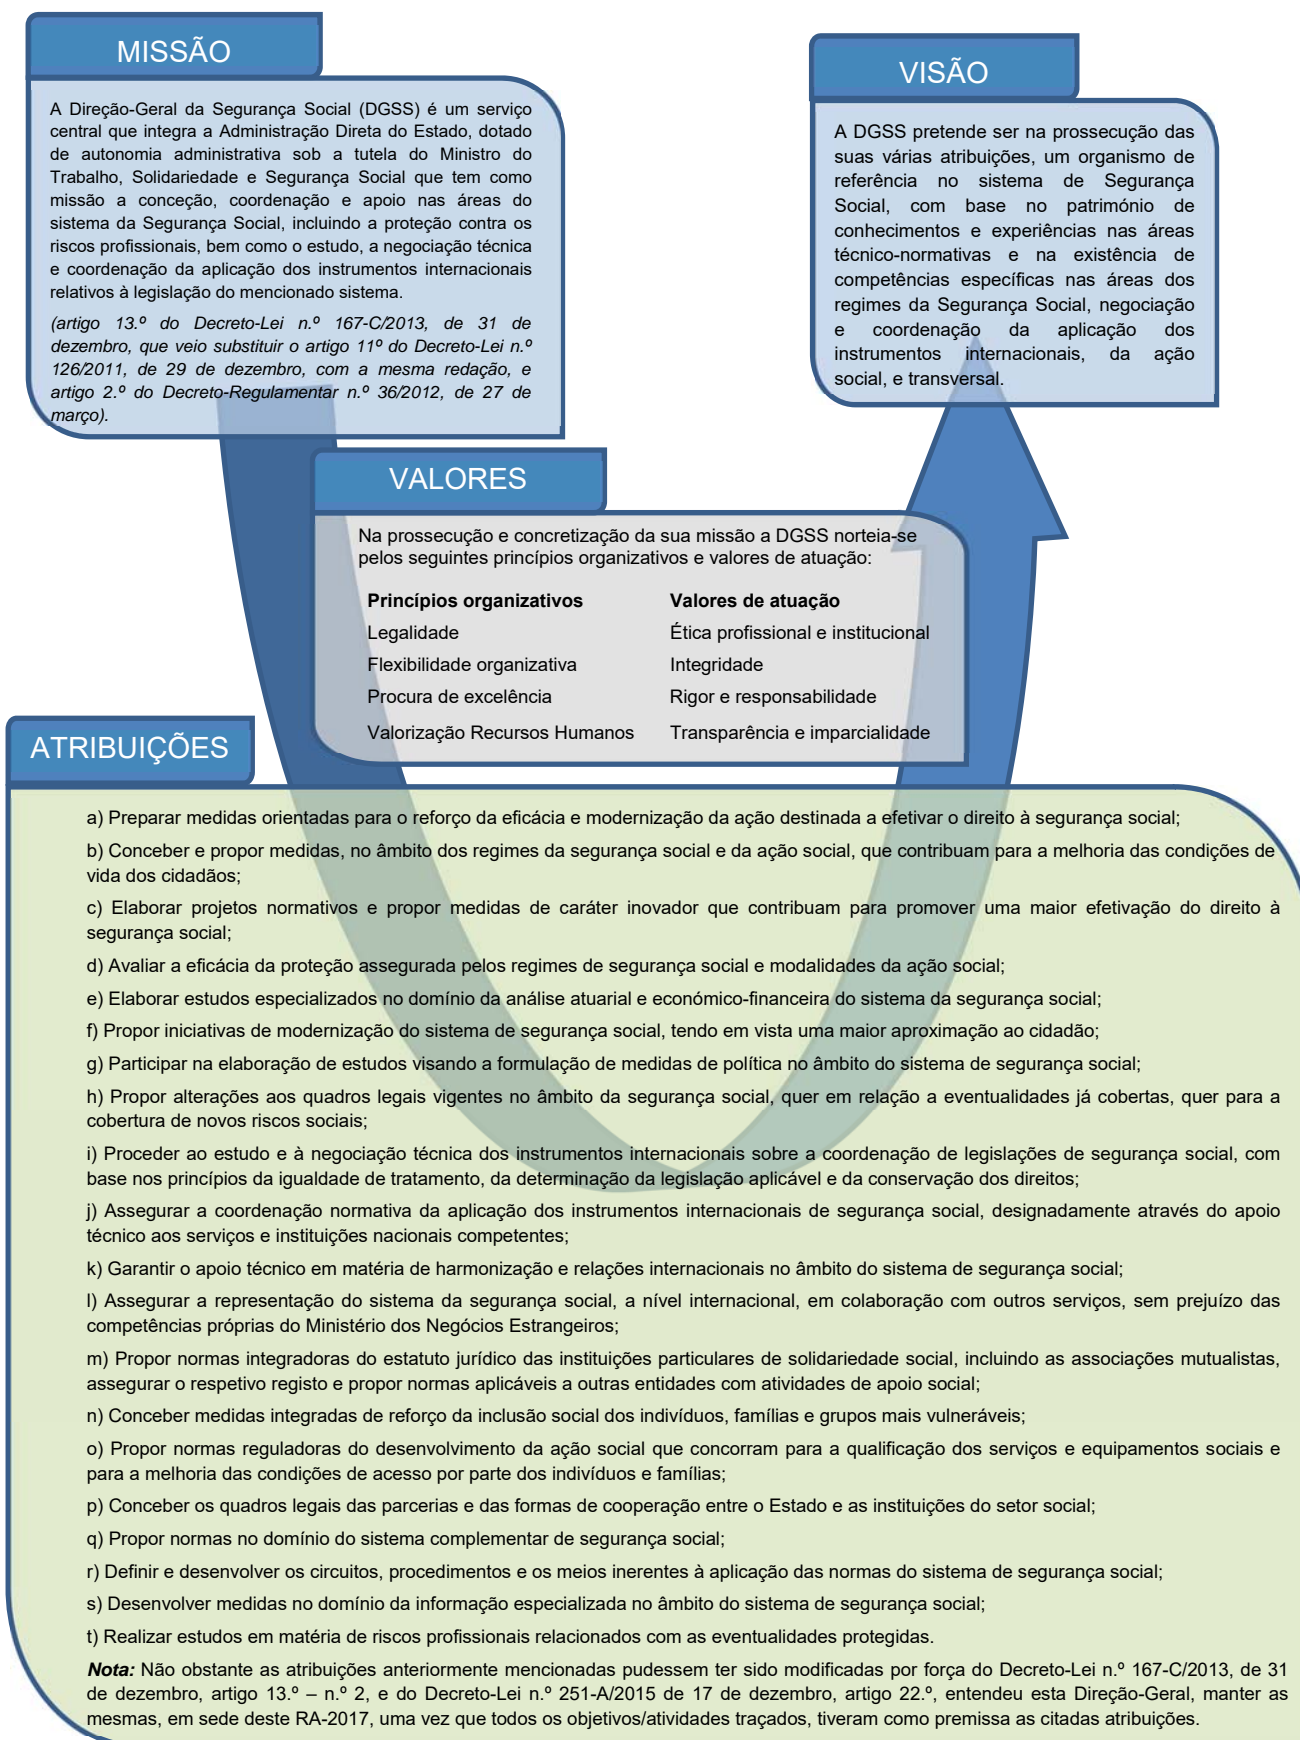 MISSÃO
A Direção-Geral da Segurança Social (DGSS) é um serviço
central que integra a Administração Direta do Estado, dotado
de autonomia administrativa sob a tutela do Ministro do
Trabalho, Solidariedade e Segurança Social que tem como
missão a conceção, coordenação e apoio nas áreas do
sistema da Segurança Social, incluindo a proteção contra os
riscos profissionais, bem como o estudo, a negociação técnica
e coordenação da aplicação dos instrumentos internacionais
relativos à legislação do mencionado sistema.
(artigo 13.º do Decreto-Lei n.º 167-C/2013, de 31 de
dezembro, que veio substituir o artigo 11º do Decreto-Lei n.º
126/2011, de 29 de dezembro, com a mesma redação, e
artigo 2.º do Decreto-Regulamentar n.º 36/2012, de 27 de
março).
VISÃO
A DGSS pretende ser na prossecução das
suas várias atribuições, um organismo de
referência no sistema de Segurança
Social, com base no património de
conhecimentos e experiências nas áreas
técnico-normativas e na existência de
competências específicas nas áreas dos
regimes da Segurança Social, negociação
e coordenação da aplicação dos
instrumentos internacionais, da ação
social, e transversal.
VALORES
Na prossecução e concretização da sua missão a DGSS norteia-se
pelos seguintes princípios organizativos e valores de atuação:
Princípios organizativos Valores de atuação
Legalidade Ética profissional e institucional
Flexibilidade organizativa Integridade
Procura de excelência Rigor e responsabilidade
Valorização Recursos Humanos Transparência e imparcialidade
ATRIBUIÇÕES
a) Preparar medidas orientadas para o reforço da eficácia e modernização da ação destinada a efetivar o direito à segurança social;
b) Conceber e propor medidas, no âmbito dos regimes da segurança social e da ação social, que contribuam para a melhoria das condições de
vida dos cidadãos;
c) Elaborar projetos normativos e propor medidas de caráter inovador que contribuam para promover uma maior efetivação do direito à
segurança social;
d) Avaliar a eficácia da proteção assegurada pelos regimes de segurança social e modalidades da ação social;
e) Elaborar estudos especializados no domínio da análise atuarial e económico-financeira do sistema da segurança social;
f) Propor iniciativas de modernização do sistema de segurança social, tendo em vista uma maior aproximação ao cidadão;
g) Participar na elaboração de estudos visando a formulação de medidas de política no âmbito do sistema de segurança social;
h) Propor alterações aos quadros legais vigentes no âmbito da segurança social, quer em relação a eventualidades já cobertas, quer para a
cobertura de novos riscos sociais;
i) Proceder ao estudo e à negociação técnica dos instrumentos internacionais sobre a coordenação de legislações de segurança social, com
base nos princípios da igualdade de tratamento, da determinação da legislação aplicável e da conservação dos direitos;
j) Assegurar a coordenação normativa da aplicação dos instrumentos internacionais de segurança social, designadamente através do apoio
técnico aos serviços e instituições nacionais competentes;
k) Garantir o apoio técnico em matéria de harmonização e relações internacionais no âmbito do sistema de segurança social;
l) Assegurar a representação do sistema da segurança social, a nível internacional, em colaboração com outros serviços, sem prejuízo das
competências próprias do Ministério dos Negócios Estrangeiros;
m) Propor normas integradoras do estatuto jurídico das instituições particulares de solidariedade social, incluindo as associações mutualistas,
assegurar o respetivo registo e propor normas aplicáveis a outras entidades com atividades de apoio social;
n) Conceber medidas integradas de reforço da inclusão social dos indivíduos, famílias e grupos mais vulneráveis;
o) Propor normas reguladoras do desenvolvimento da ação social que concorram para a qualificação dos serviços e equipamentos sociais e
para a melhoria das condições de acesso por parte dos indivíduos e famílias;
p) Conceber os quadros legais das parcerias e das formas de cooperação entre o Estado e as instituições do setor social;
q) Propor normas no domínio do sistema complementar de segurança social;
r) Definir e desenvolver os circuitos, procedimentos e os meios inerentes à aplicação das normas do sistema de segurança social;
s) Desenvolver medidas no domínio da informação especializada no âmbito do sistema de segurança social;
t) Realizar estudos em matéria de riscos profissionais relacionados com as eventualidades protegidas.
Nota: Não obstante as atribuições anteriormente mencionadas pudessem ter sido modificadas por força do Decreto-Lei n.º 167-C/2013, de 31
de dezembro, artigo 13.º – n.º 2, e do Decreto-Lei n.º 251-A/2015 de 17 de dezembro, artigo 22.º, entendeu esta Direção-Geral, manter as
mesmas, em sede deste RA-2017, uma vez que todos os objetivos/atividades traçados, tiveram como premissa as citadas atribuições.